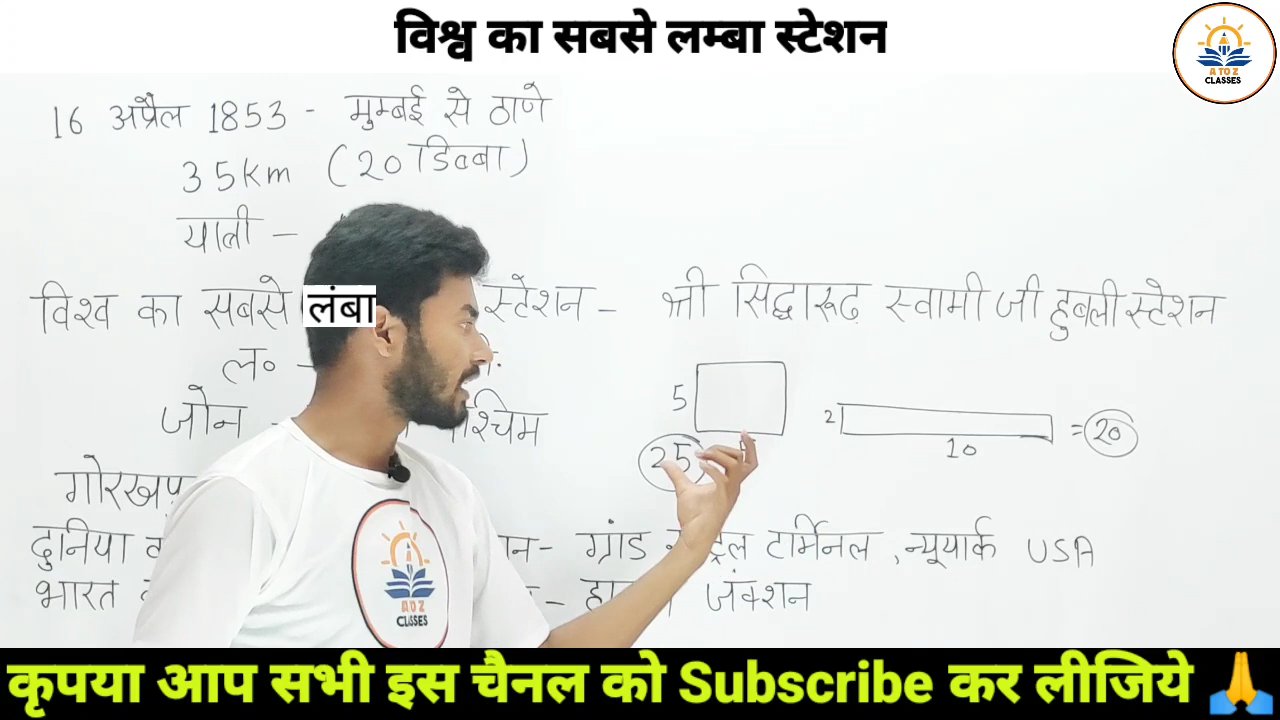 विश्व का सबसे लम्बा स्टेशन
A TO Z
CLASSES
16 अप्रैल 1853 - मुम्बई से ठाणे
35km (20 डिब्बा)
यात्री -
विश्व का सबसे लंबा स्टेशन - श्री सिद्धारूढ़ स्वामी जी हुबली स्टेशन
ल० -
जोन - पश्चिम
5
2
10
= 20
25
गोरखपु
दुनिया - ग्रांड टर्मिनल, न्यूयार्क USA
भारत - जंक्शन
A TO Z
CLASSES
कृपया आप सभी इस चैनल को Subscribe कर लीजिये 🙏